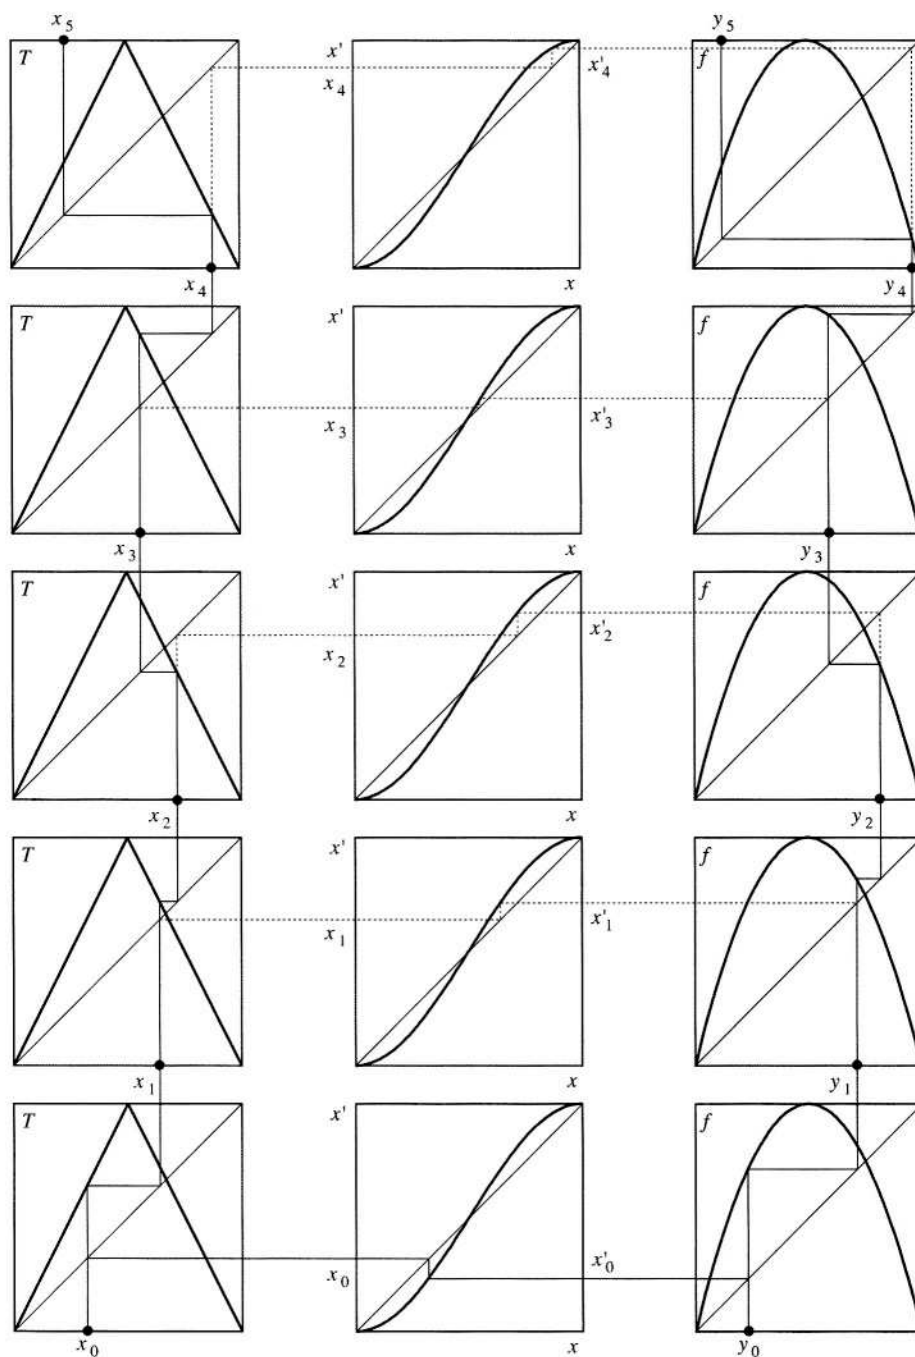 x5 y5
T x' f
x4 x'4
x4 x y4
T x' f
x3 x'3
x3 x y3
T x' f
x2 x'2
x2 x y2
T x' f
x1 x'1
x1 x y1
T x' f
x0 x'0
x0 x y0